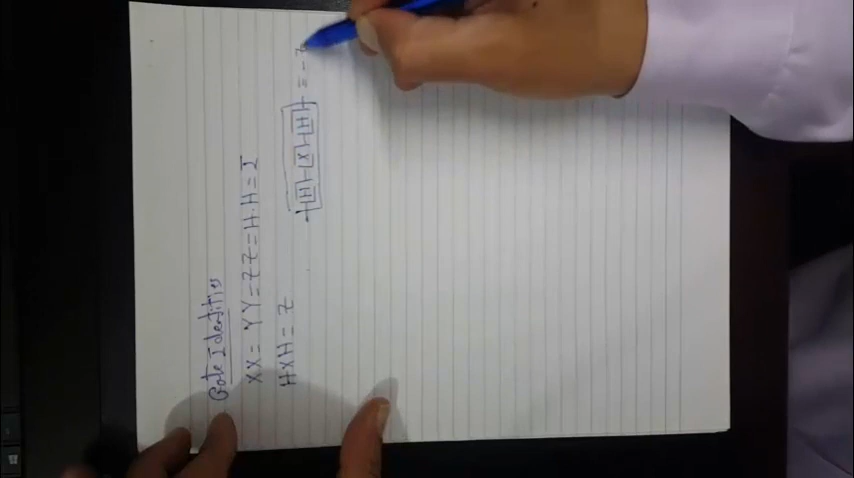 Gate Identities
XX = YY = ZZ = H.H = I
HXH = Z -[H]-[X]-[H]- = -Z